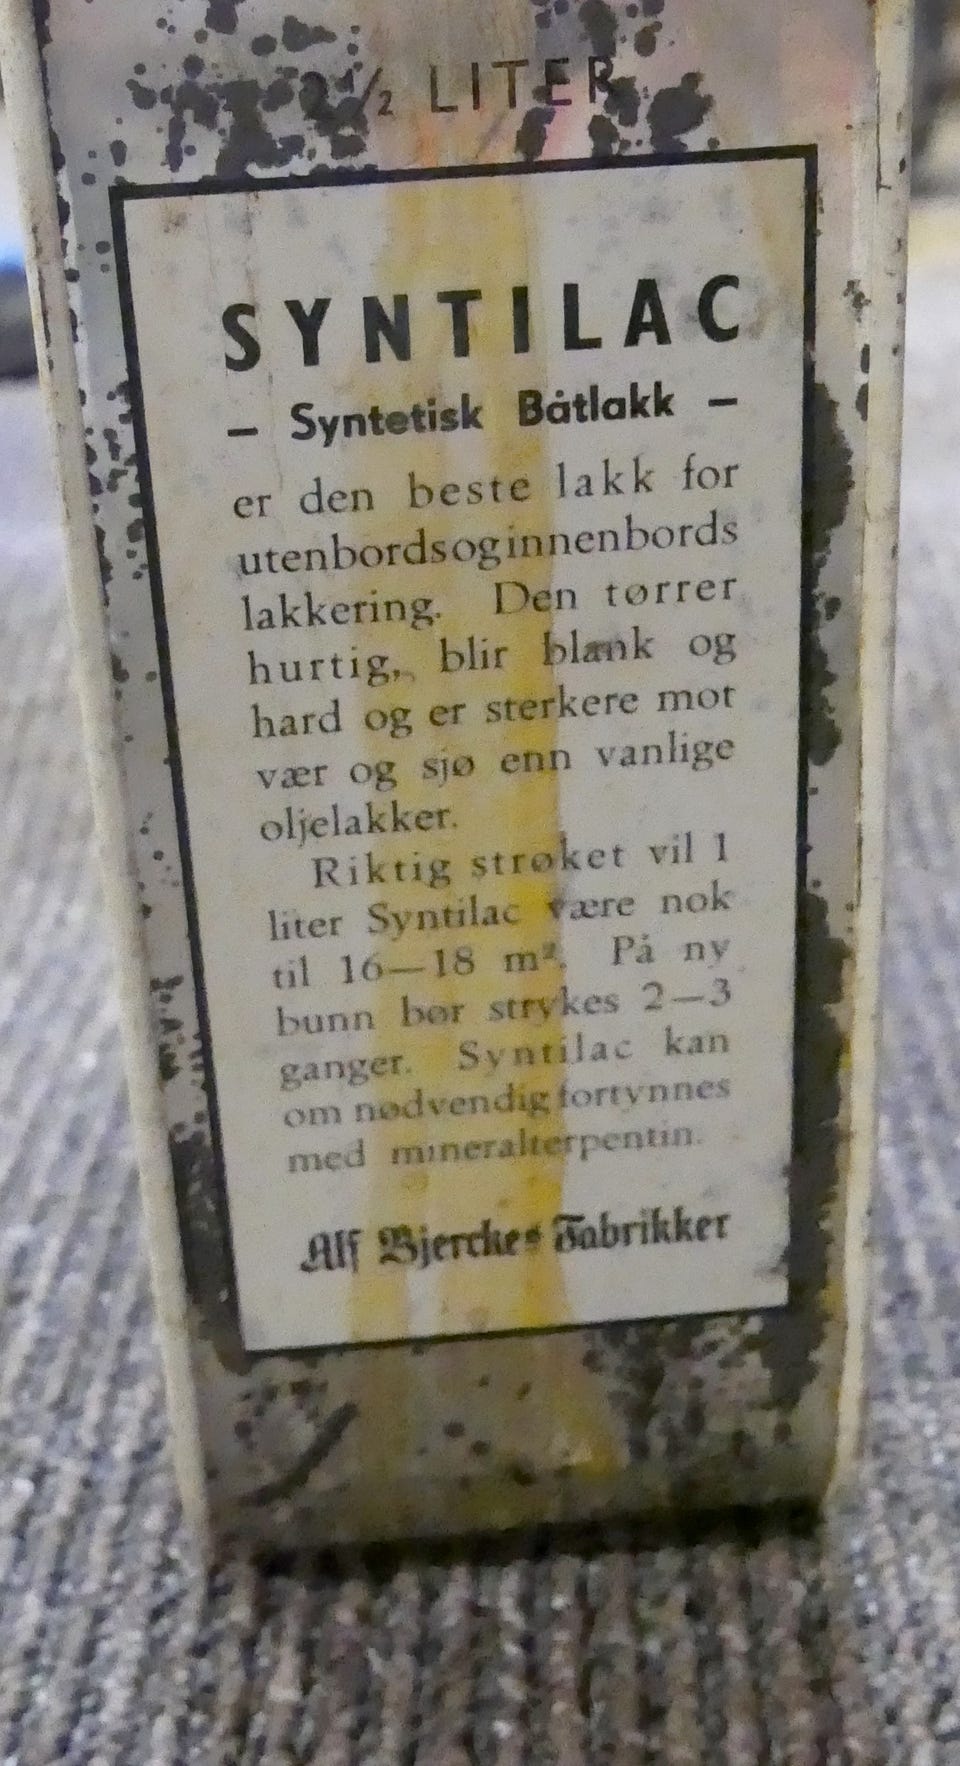 2½ LITER
SYNTILAC
– Syntetisk Båtlakk –
er den beste lakk for
utenbords og innenbords
lakkering. Den tørrer
hurtig, blir blank og
hard og er sterkere mot
vær og sjø enn vanlige
oljelakker.
Riktig strøket vil 1
liter Syntilac være nok
til 16—18 m². På ny
bunn bør strykes 2—3
ganger. Syntilac kan
om nødvendig fortynnes
med mineralterpentin.
Alf Bjerckes Fabrikker